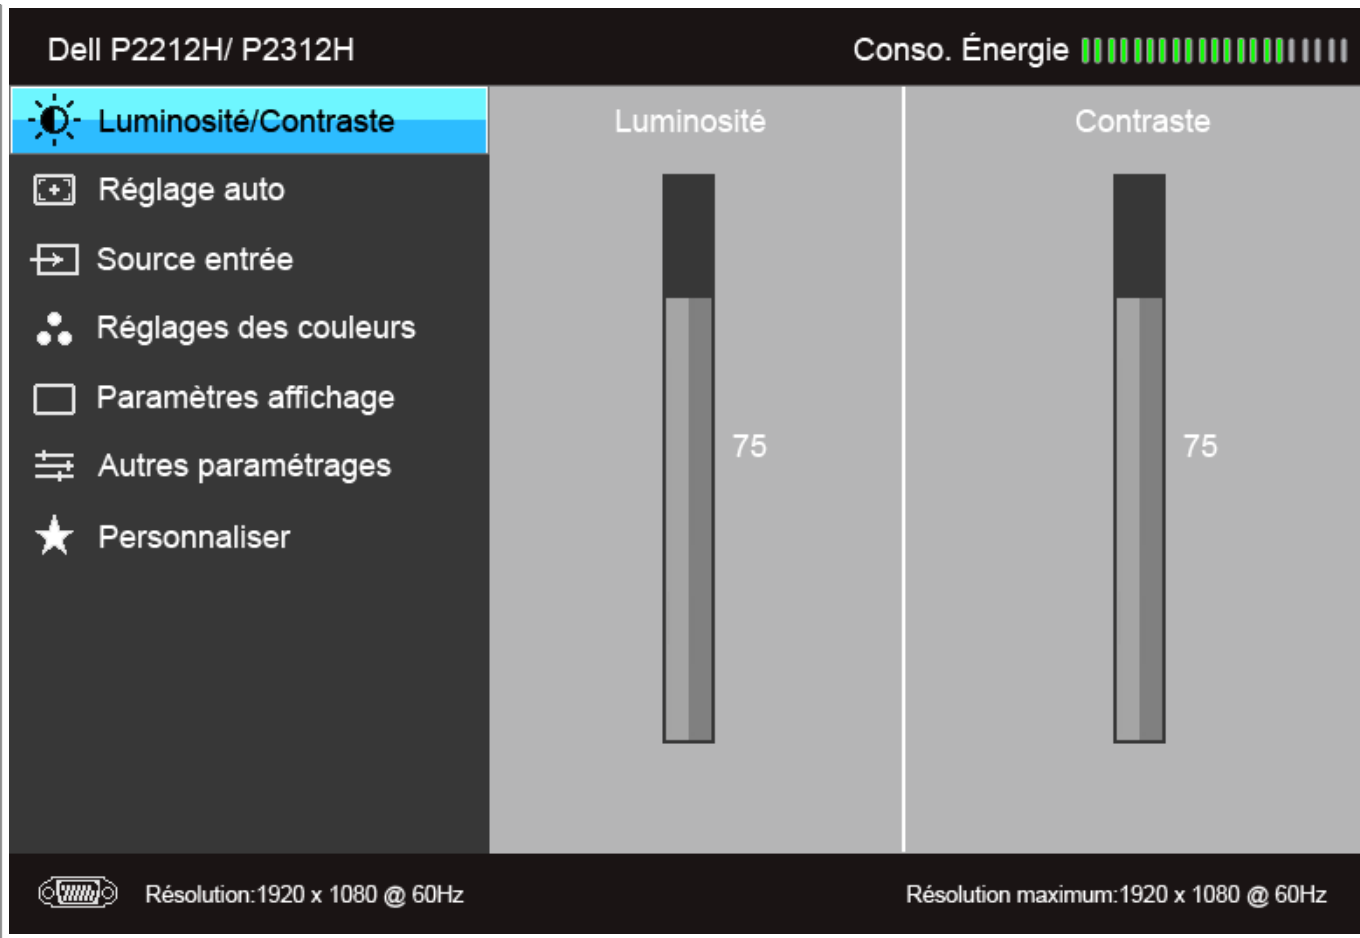 Dell P2212H/ P2312H
Conso. Énergie
Luminosité/Contraste
Réglage auto
Source entrée
Réglages des couleurs
Paramètres affichage
Autres paramétrages
Personnaliser
Luminosité
75
Contraste
75
Résolution:1920 x 1080 @ 60Hz
Résolution maximum:1920 x 1080 @ 60Hz